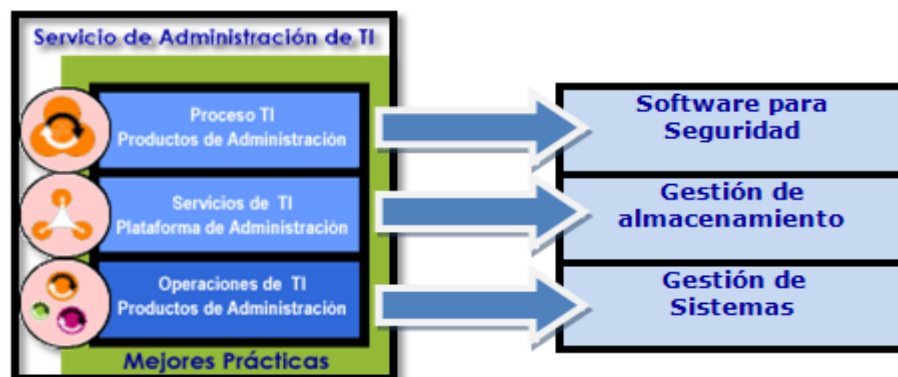 Servicio de Administración de TI
Proceso TI
Productos de Administración
Servicios de TI
Plataforma de Administración
Operaciones de TI
Productos de Administración
Mejores Prácticas
Software para
Seguridad
Gestión de
almacenamiento
Gestión de
Sistemas